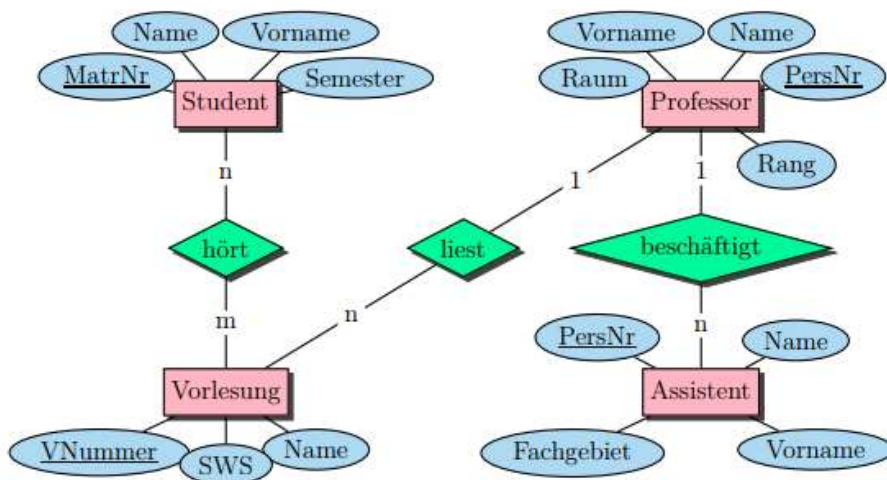 Name
Vorname
MatrNr
Semester
Student
Vorname
Name
Raum
PersNr
Professor
Rang
n
1
1
hört
liest
beschäftigt
m
n
n
PersNr
Name
Vorlesung
Assistent
VNummer
SWS
Name
Fachgebiet
Vorname